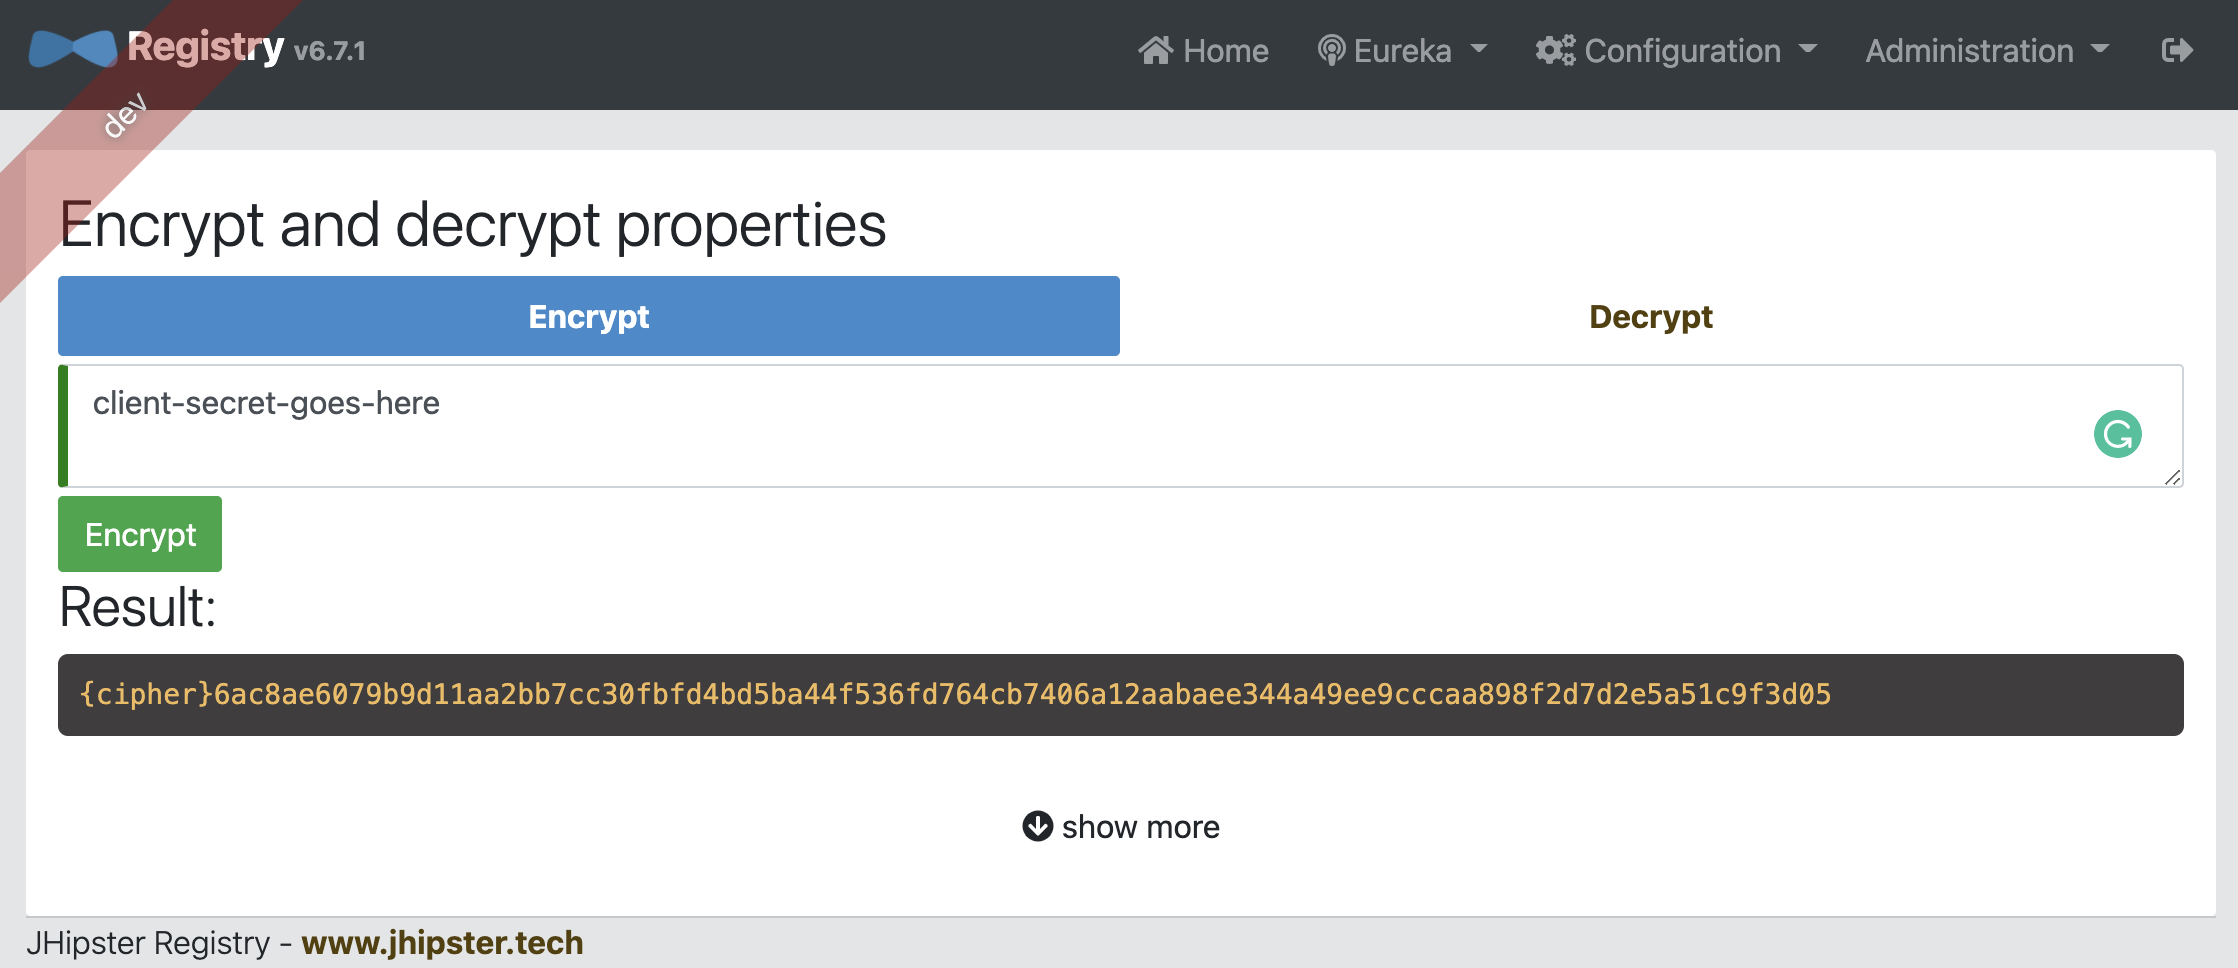 Registry v6.7.1
Home
Eureka
Configuration
Administration
dev
Encrypt and decrypt properties
Encrypt
Decrypt
client-secret-goes-here
Encrypt
Result:
{cipher}6ac8ae6079b9d11aa2bb7cc30fbfd4bd5ba44f536fd764cb7406a12aabaee344a49ee9cccaa898f2d7d2e5a51c9f3d05
show more
JHipster Registry - www.jhipster.tech